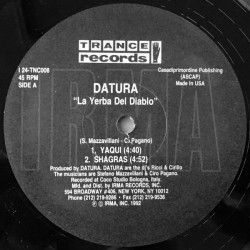 TRANCE
records
I 24-TNC008
45 RPM
SIDE A
Casadiprimordine Publishing
(ASCAP)
Made in USA
DATURA
"La Yerba Del Diablo"
(S. Mazzavillani - C. Pagano)
1. YAQUI (4:40)
2. SHAGRAS (4:52)
Produced by DATURA. DATURA are the dj's Ricci & Cirillo
The musicians are Stefano Mazzavillani & Ciro Pagano.
Recorded at Coco Studio Bologna, Italy.
Mfd. and Dist. by IRMA RECORDS, INC.
594 BROADWAY #906, NEW YORK, NY 10012
Phone (212) 219-9266 - Fax (212) 219-9536
℗ © IRMA, INC. 1992
IRMA